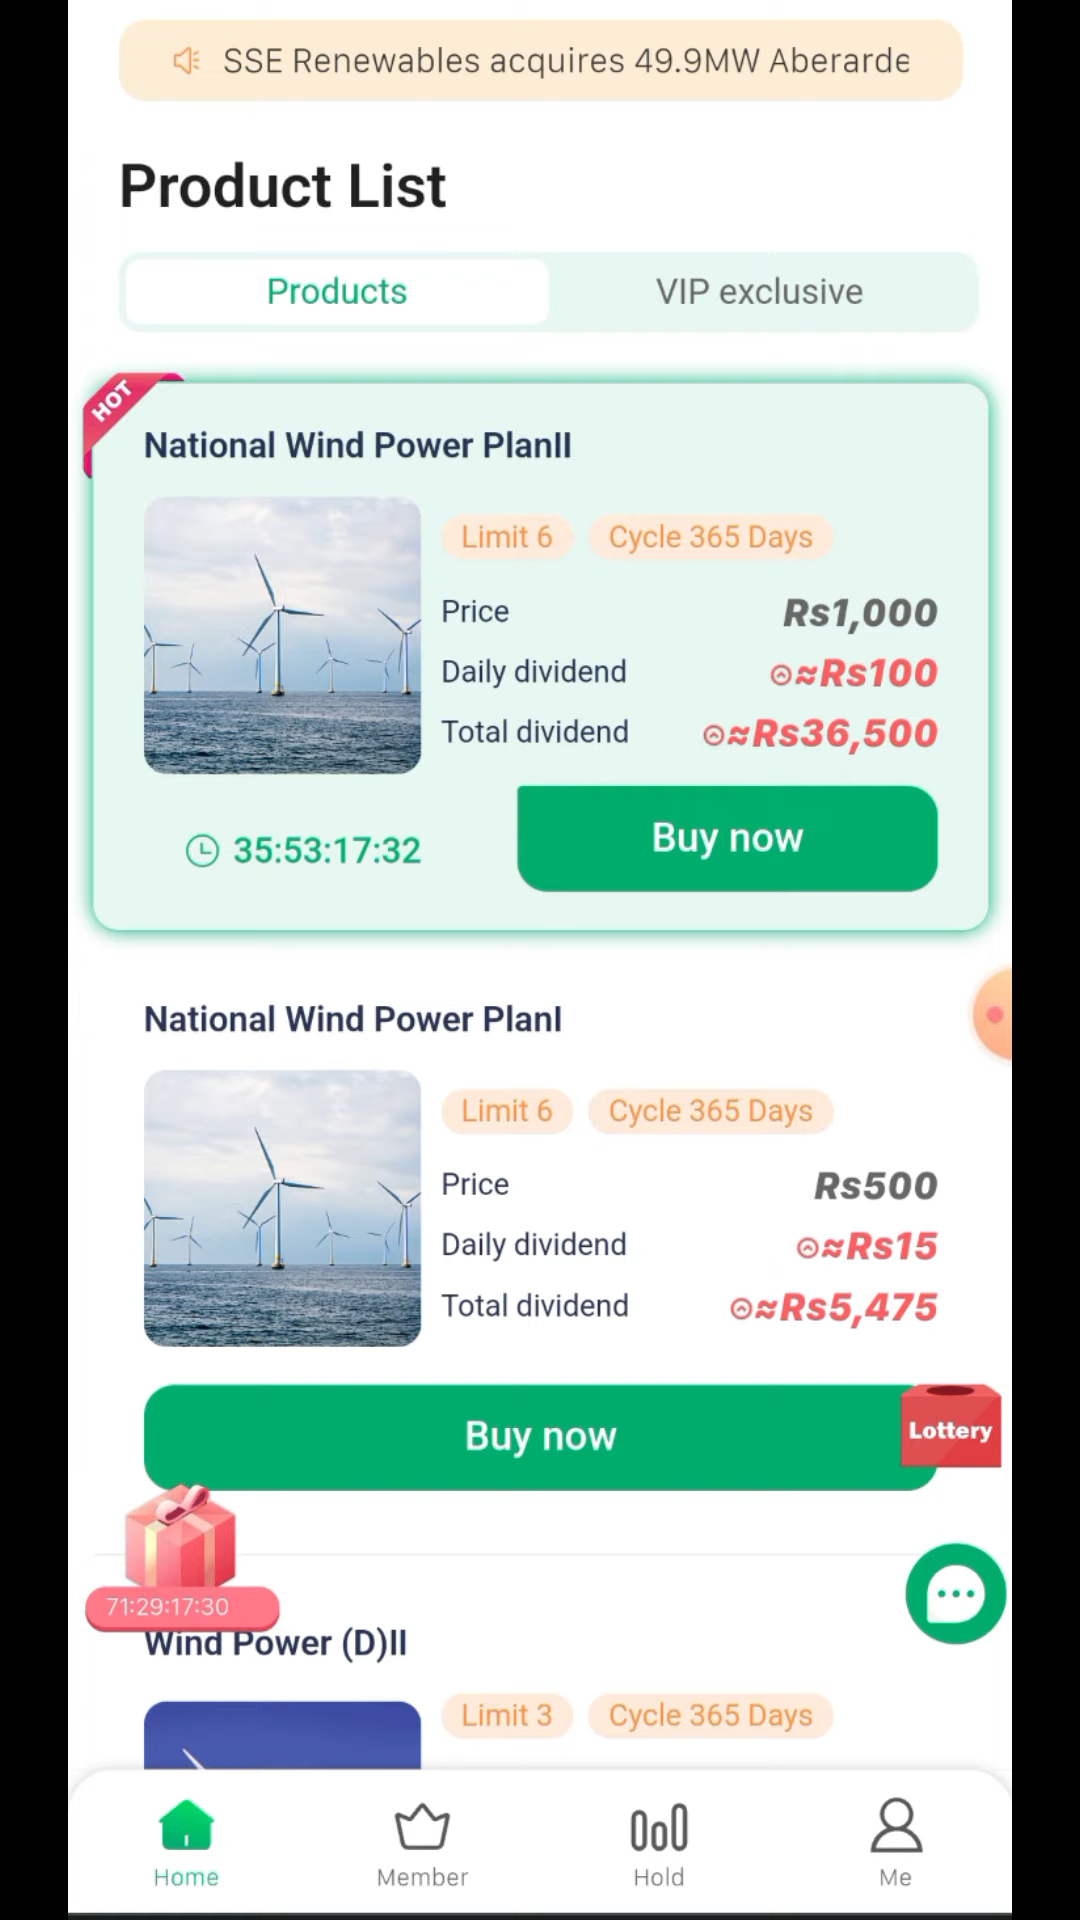 SSE Renewables acquires 49.9MW Aberarde
Product List
Products
VIP exclusive
HOT
National Wind Power PlanII
Limit 6
Cycle 365 Days
Price
Rs1,000
Daily dividend
≈Rs100
Total dividend
≈Rs36,500
35:53:17:32
Buy now
National Wind Power PlanI
Limit 6
Cycle 365 Days
Price
Rs500
Daily dividend
≈Rs15
Total dividend
≈Rs5,475
Buy now
Lottery
71:29:17:30
Wind Power (D)II
Limit 3
Cycle 365 Days
Home
Member
Hold
Me